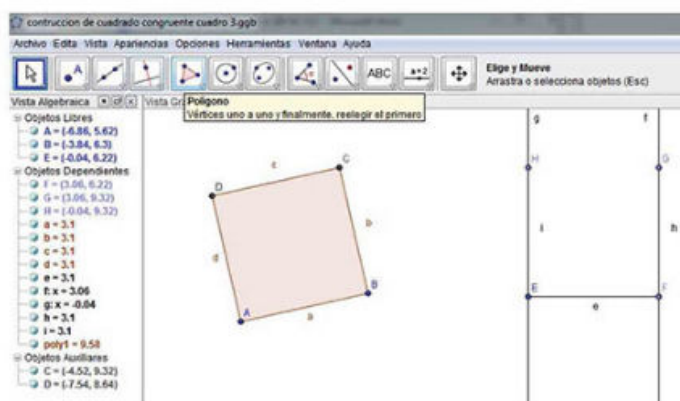 contruccion de cuadrado congruente cuadro 3.ggb
Archivo Edita Vista Apariencias Opciones Herramientas Ventana Ayuda
A
ABC
a=2
Elige y Mueve
Arrastra o selecciona objetos (Esc)
Vista Algebraica
Vista Gr
Polígono
Vértices uno a uno y finalmente, reelegir el primero
Objetos Libres
A = (-6.86, 5.62)
B = (-3.84, 6.3)
E = (-0.04, 6.22)
Objetos Dependientes
F = (3.06, 6.22)
G = (3.06, 9.32)
H = (-0.04, 9.32)
a = 3.1
b = 3.1
c = 3.1
d = 3.1
e = 3.1
f: x = 3.06
g: x = -0.04
h = 3.1
i = 3.1
poly1 = 9.58
Objetos Auxiliares
C = (-4.52, 9.32)
D = (-7.54, 8.64)
g
f
c
C
H
G
D
b
i
h
d
B
E
F
A
a
e